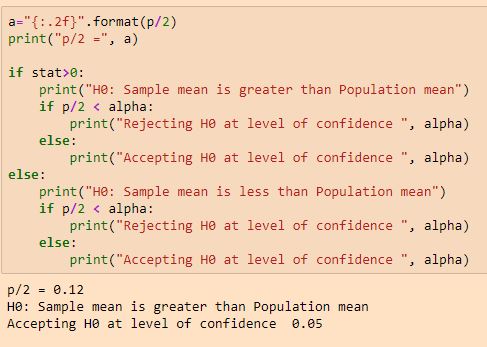 a="{:.2f}".format(p/2)
print("p/2 =", a)
if stat>0:
    print("H0: Sample mean is greater than Population mean")
    if p/2 < alpha:
        print("Rejecting H0 at level of confidence ", alpha)
    else:
        print("Accepting H0 at level of confidence ", alpha)
else:
    print("H0: Sample mean is less than Population mean")
    if p/2 < alpha:
        print("Rejecting H0 at level of confidence ", alpha)
    else:
        print("Accepting H0 at level of confidence ", alpha)
p/2 = 0.12
H0: Sample mean is greater than Population mean
Accepting H0 at level of confidence  0.05